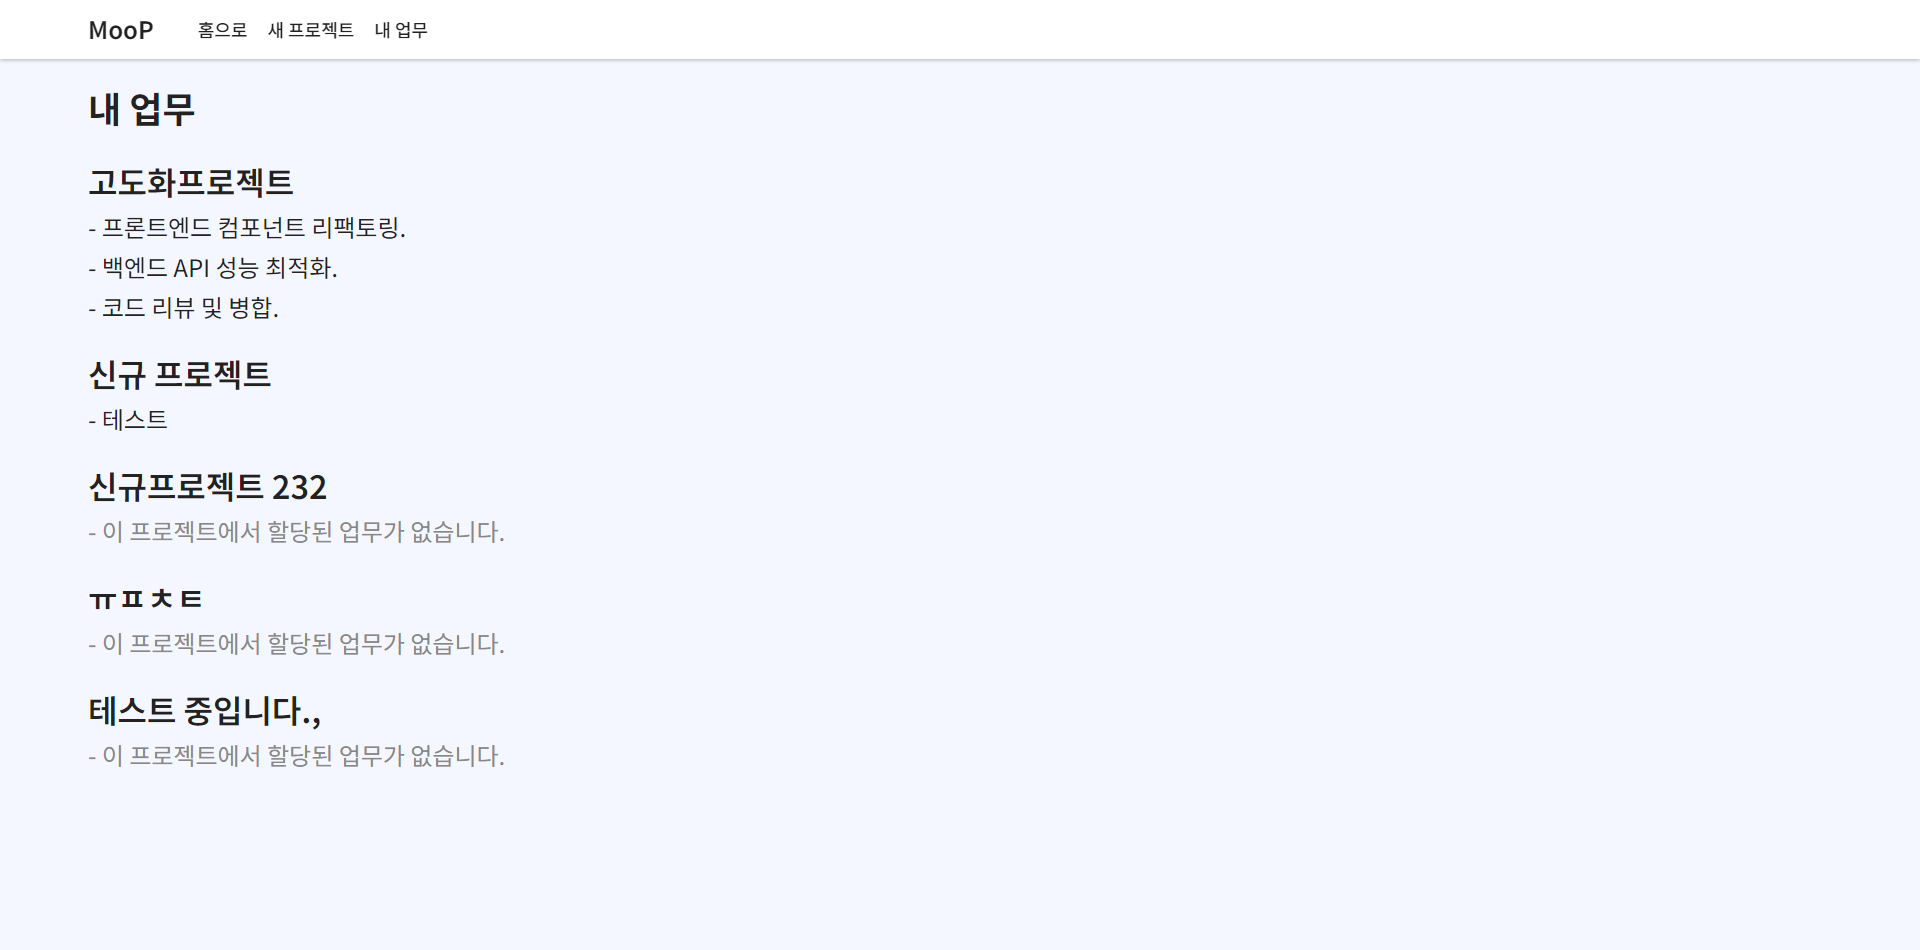 MooP 홈으로 새 프로젝트 내 업무
내 업무
고도화프로젝트
- 프론트엔드 컴포넌트 리팩토링.
- 백엔드 API 성능 최적화.
- 코드 리뷰 및 병합.
신규 프로젝트
- 테스트
신규프로젝트 232
- 이 프로젝트에서 할당된 업무가 없습니다.
ㅠㅍㅊㅌ
- 이 프로젝트에서 할당된 업무가 없습니다.
테스트 중입니다.,
- 이 프로젝트에서 할당된 업무가 없습니다.